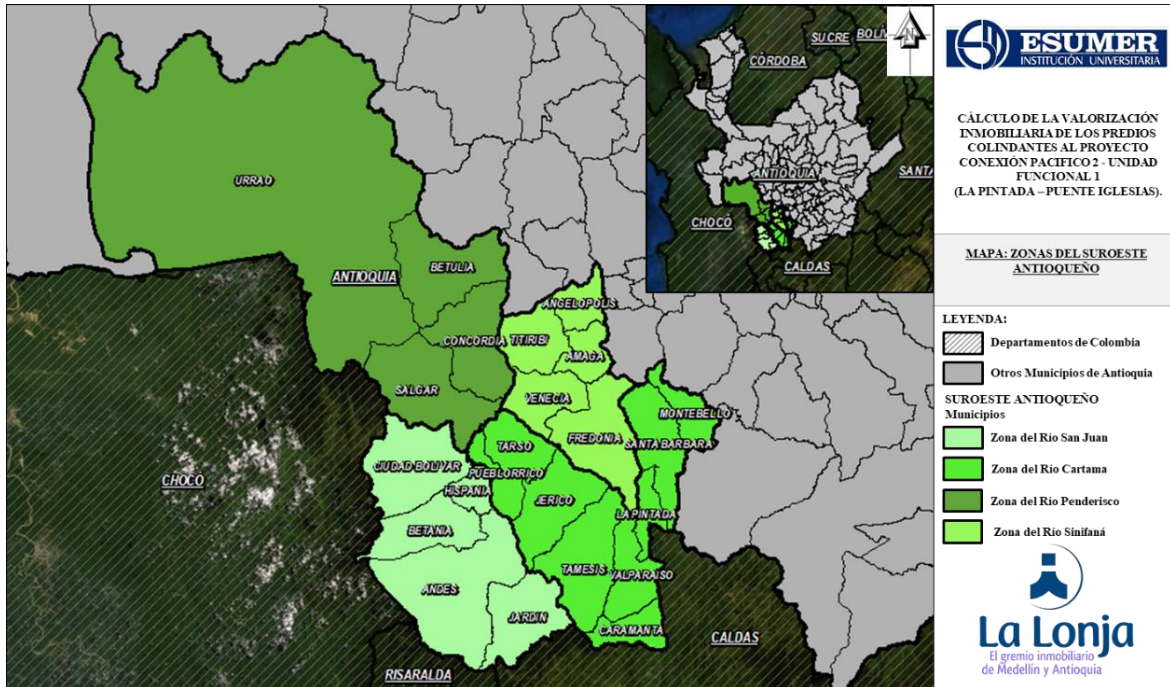 URRAO
ANTIOQUIA
BETULIA
CONCORDIA
SALGAR
ANGELOPOLIS
TITIRIBI
AMAGA
VENECIA
FREDONIA
MONTEBELLO
SANTA BARBARA
TARSO
PUEBLORRICO
CIUDAD BOLIVAR
HISPANIA
JERICO
LA PINTADA
BETANIA
TAMESIS
VALPARAISO
ANDES
JARDIN
CARAMANTA
CHOCO
CALDAS
RISARALDA
SUCRE
CÓRDOBA
ANTIOQUIA
CHOCÓ
CALDAS
N
ESUMER
INSTITUCIÓN UNIVERSITARIA
CÁLCULO DE LA VALORIZACIÓN
INMOBILIARIA DE LOS PREDIOS
COLINDANTES AL PROYECTO
CONEXIÓN PACIFICO 2 - UNIDAD
FUNCIONAL 1
(LA PINTADA – PUENTE IGLESIAS).
MAPA: ZONAS DEL SUROESTE
ANTIOQUEÑO
LEYENDA:
Departamentos de Colombia
Otros Municipios de Antioquia
SUROESTE ANTIOQUEÑO
Municipios
Zona del Río San Juan
Zona del Río Cartama
Zona del Río Penderisco
Zona del Río Sinifaná
La Lonja
El gremio inmobiliario
de Medellín y Antioquia